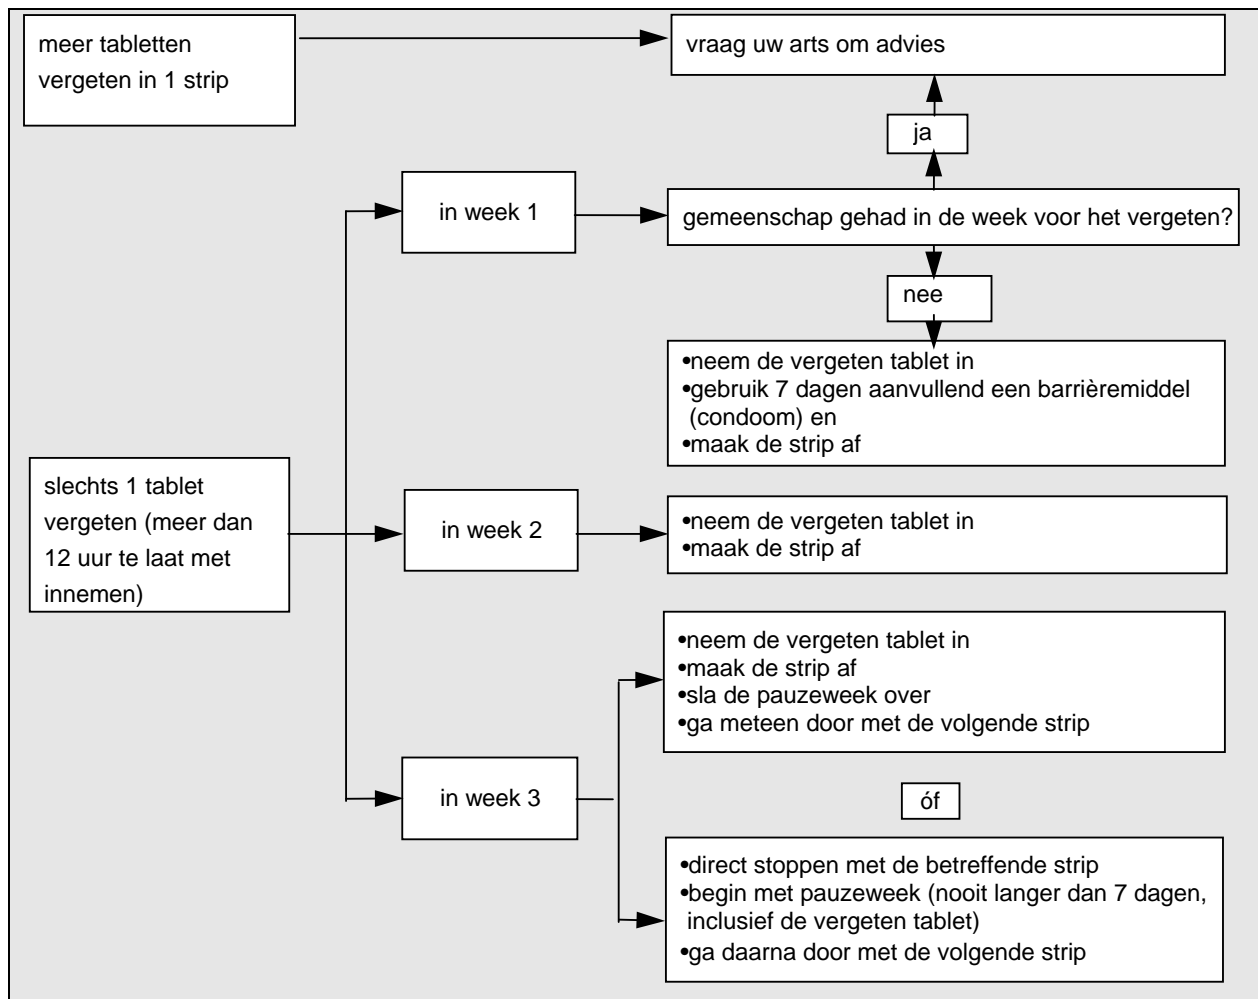 meer tabletten
vergeten in 1 strip
vraag uw arts om advies
ja
in week 1
gemeenschap gehad in de week voor het vergeten?
nee
•neem de vergeten tablet in
•gebruik 7 dagen aanvullend een barrièremiddel
(condoom) en
•maak de strip af
slechts 1 tablet
vergeten (meer dan
12 uur te laat met
innemen)
in week 2
•neem de vergeten tablet in
•maak de strip af
in week 3
•neem de vergeten tablet in
•maak de strip af
•sla de pauzeweek over
•ga meteen door met de volgende strip
óf
•direct stoppen met de betreffende strip
•begin met pauzeweek (nooit langer dan 7 dagen,
inclusief de vergeten tablet)
•ga daarna door met de volgende strip